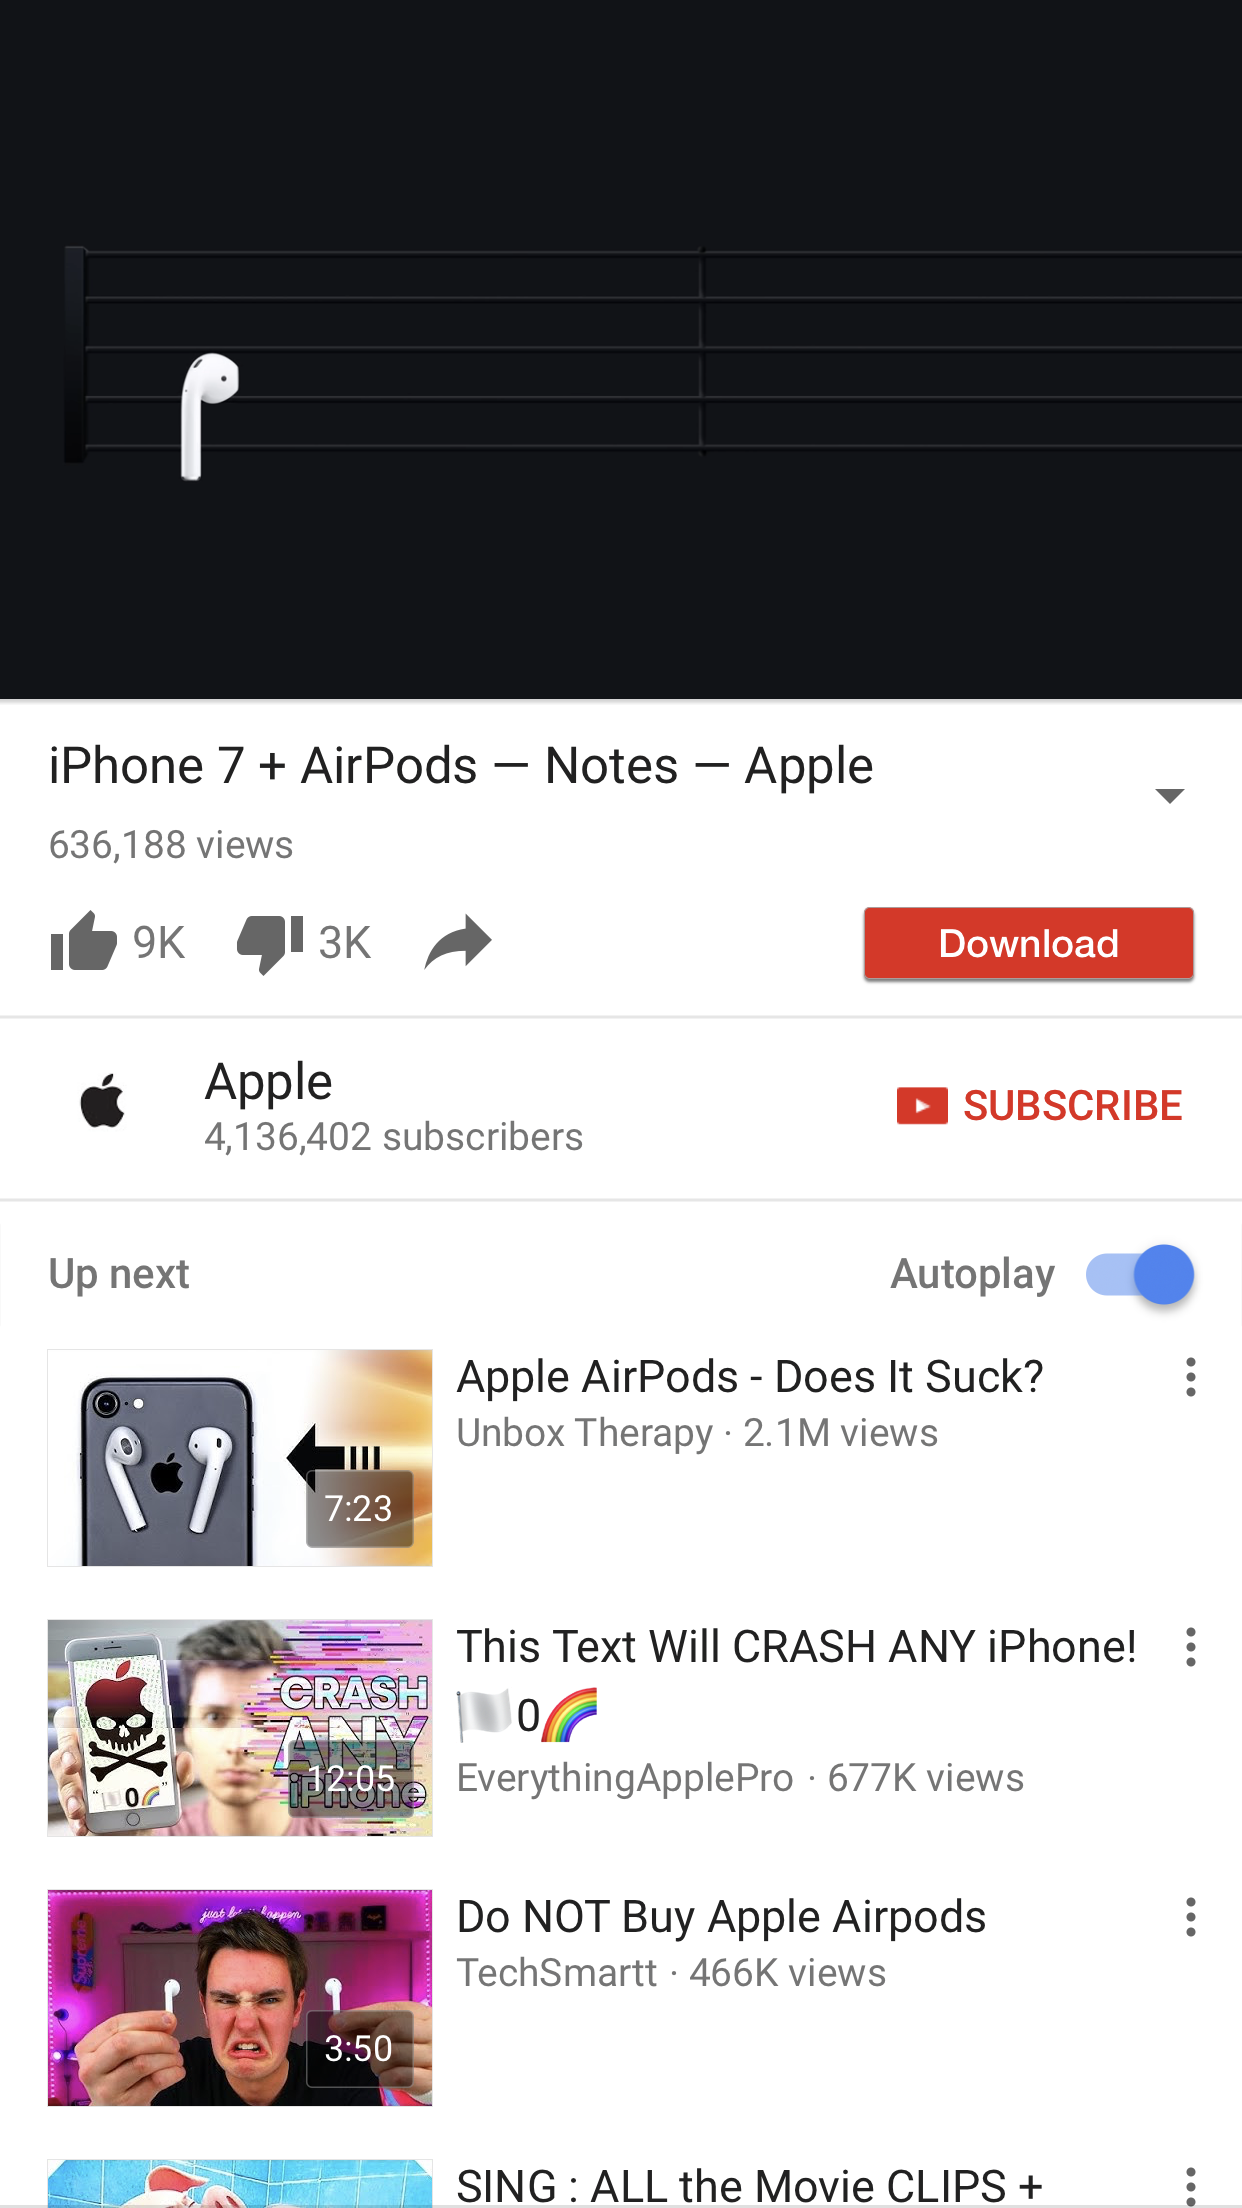 iPhone 7 + AirPods — Notes — Apple
636,188 views
9K
3K
Download
Apple
4,136,402 subscribers
SUBSCRIBE
Up next
Autoplay
7:23
Apple AirPods - Does It Suck?
Unbox Therapy · 2.1M views
CRASH
ANY
iPhone
"🏳️0🌈"
12:05
This Text Will CRASH ANY iPhone!
🏳️0🌈
EverythingApplePro · 677K views
just let it happen
Supreme
3:50
Do NOT Buy Apple Airpods
TechSmartt · 466K views
SING : ALL the Movie CLIPS +